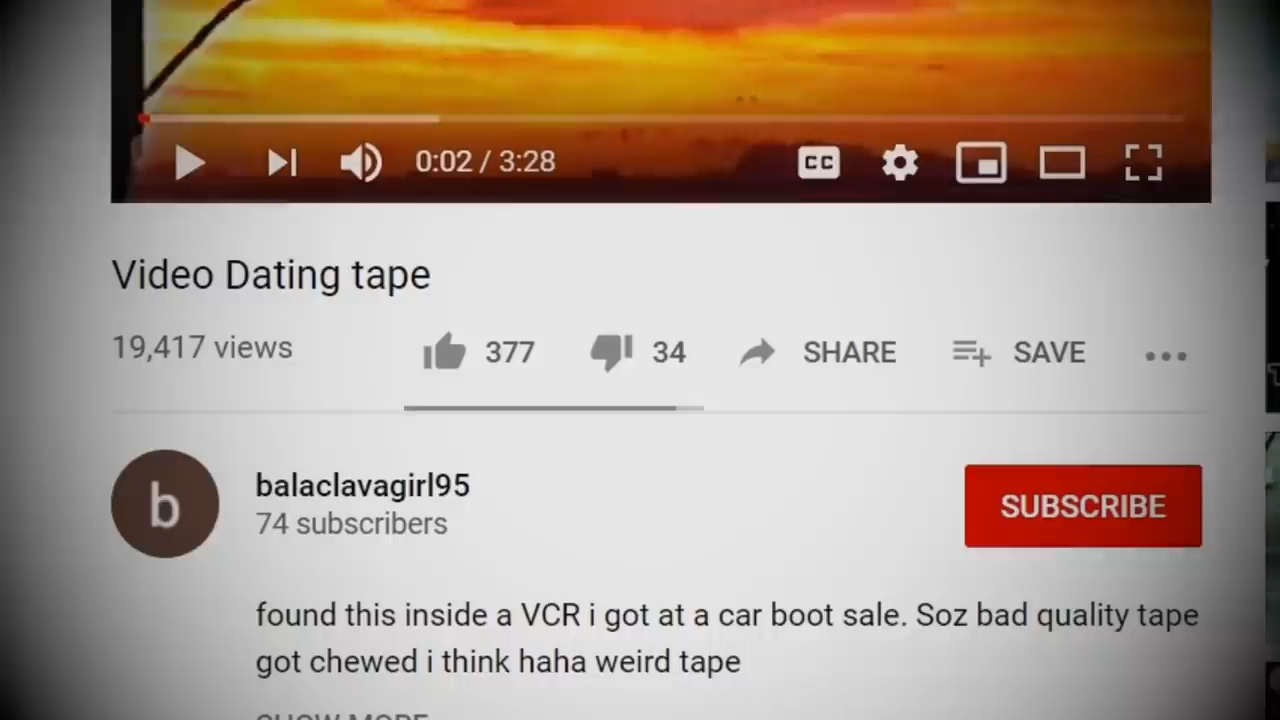 CC
0:02 / 3:28
Video Dating tape
19,417 views 377 34 SHARE SAVE
b
balaclavagirl95
74 subscribers
SUBSCRIBE
found this inside a VCR i got at a car boot sale. Soz bad quality tape
got chewed i think haha weird tape
SHOW MORE